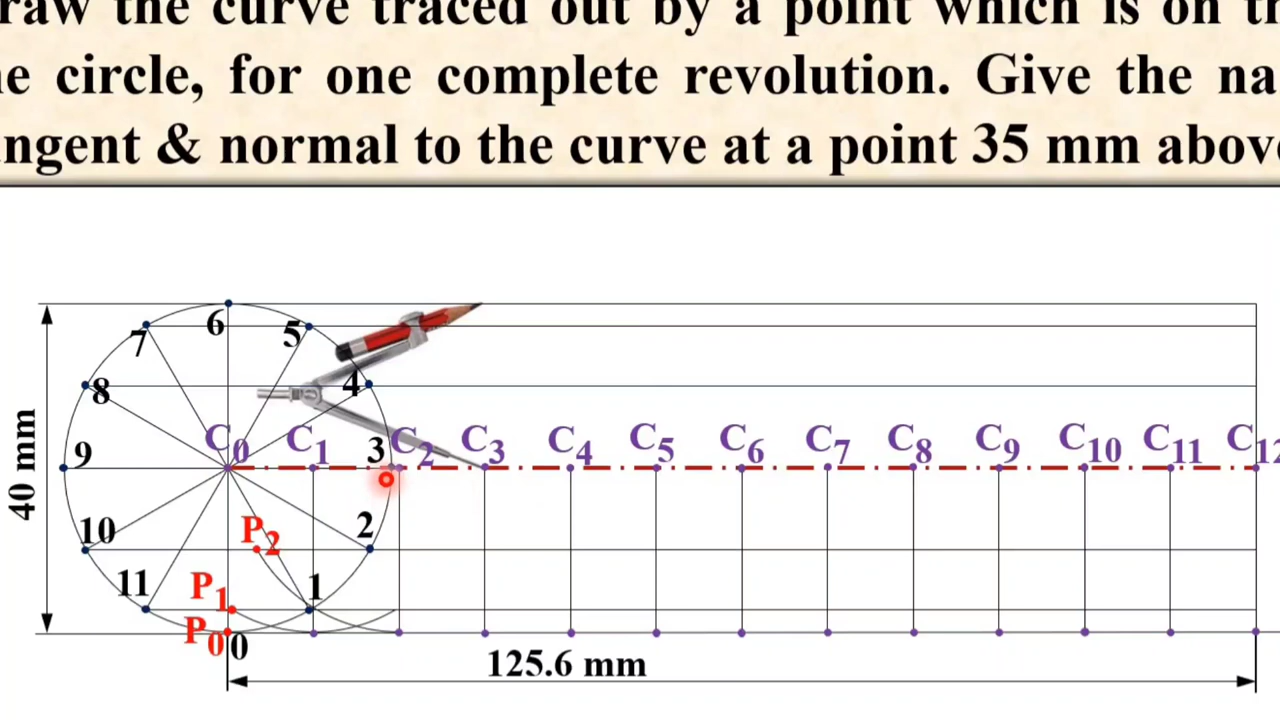 raw the curve traced out by a point which is on th
e circle, for one complete revolution. Give the na
ngent & normal to the curve at a point 35 mm above
6
5
7
4
8
C0 C1 3 C2 C3 C4 C5 C6 C7 C8 C9 C10 C11 C12
9
40 mm
10
P2
2
11
P1
1
P0
0
125.6 mm